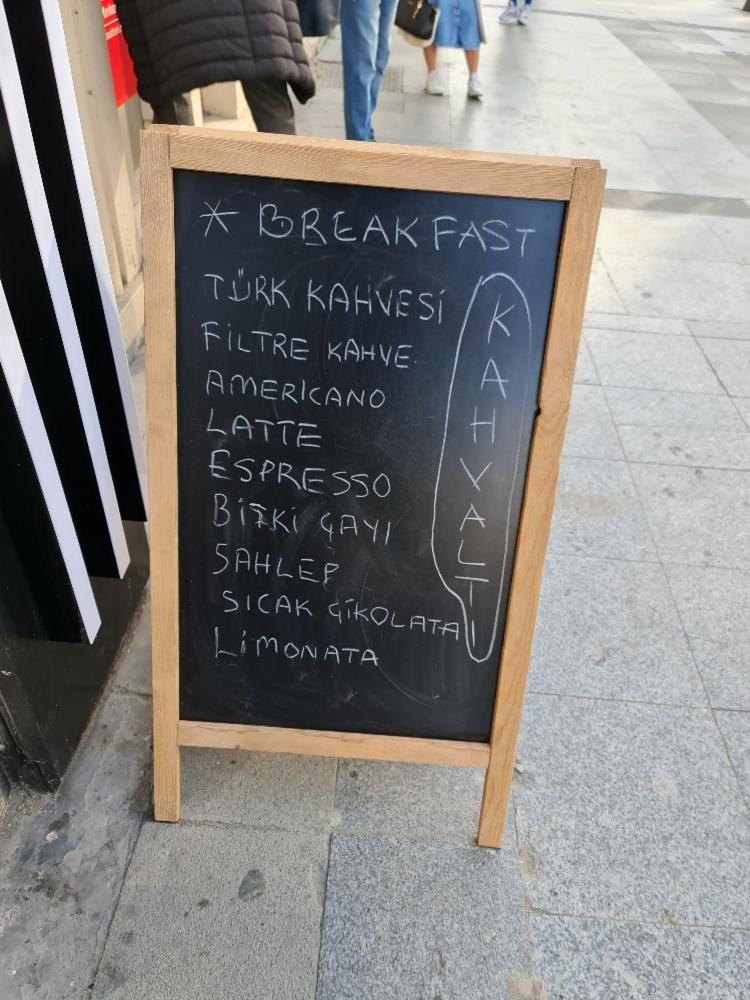 * BREAKFAST
TÜRK KAHVESİ
FİLTRE KAHVE
AMERICANO
LATTE
ESPRESSO
BİTKİ ÇAYI
SAHLEP
SICAK ÇİKOLATA
LİMONATA
KAHVALTI